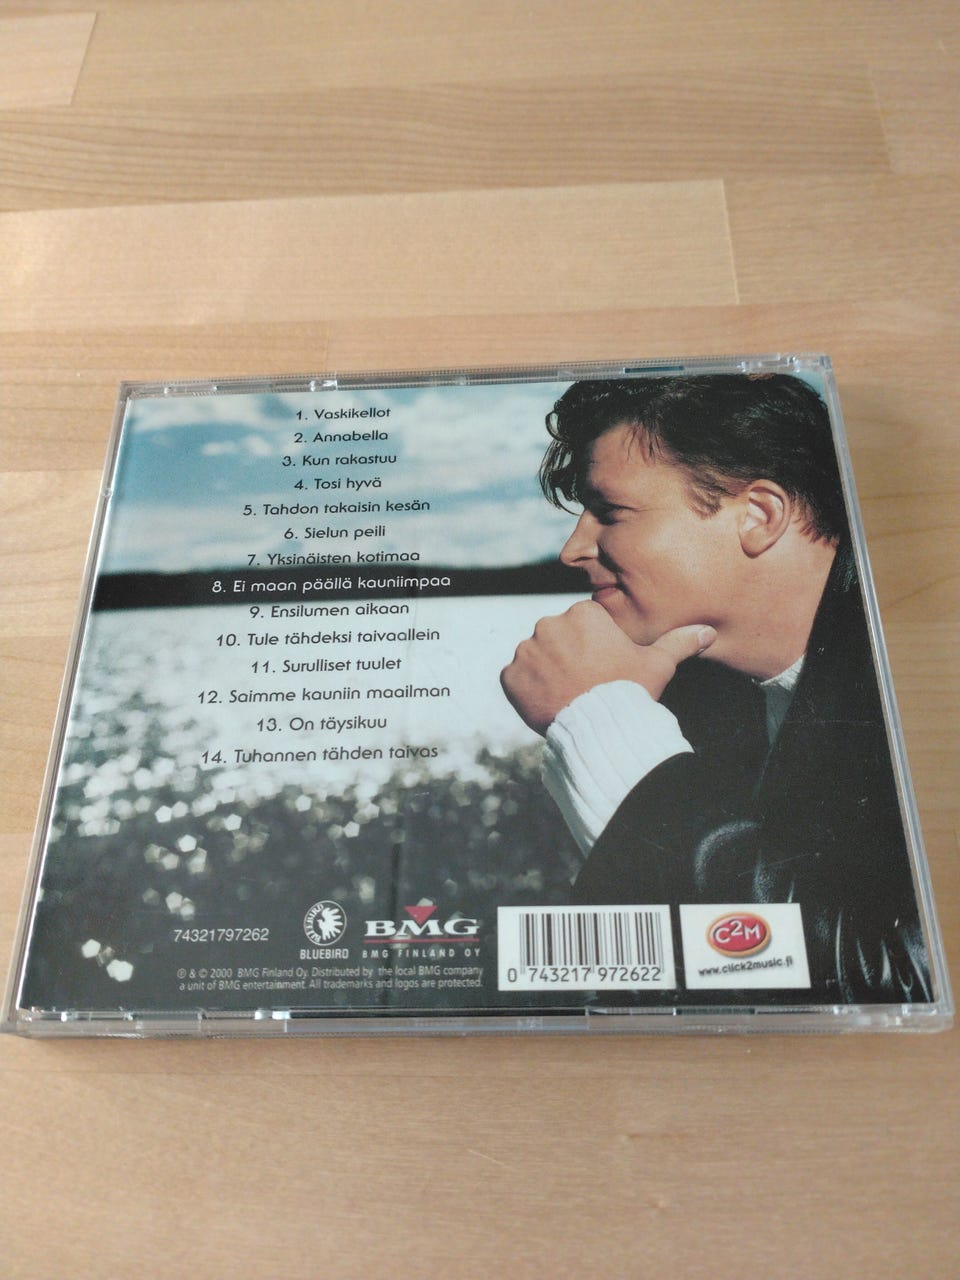 1. Vaskikellot
2. Annabella
3. Kun rakastuu
4. Tosi hyvä
5. Tahdon takaisin kesän
6. Sielun peili
7. Yksinäisten kotimaa
8. Ei maan päällä kauniimpaa
9. Ensilumen aikaan
10. Tule tähdeksi taivaallein
11. Surulliset tuulet
12. Saimme kauniin maailman
13. On täysikuu
14. Tuhannen tähden taivas
74321797262
BLUEBIRD
BLUEBIRD
BMG
BMG FINLAND OY
℗ & © 2000 BMG Finland Oy. Distributed by the local BMG company
a unit of BMG entertainment. All trademarks and logos are protected.
0 743217 972622
C2M
www.click2music.fi